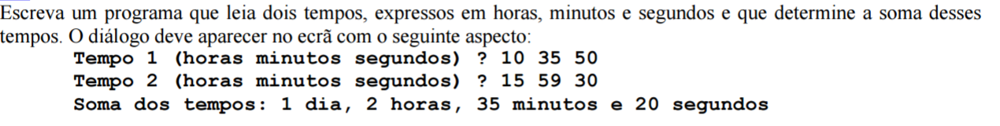 Escreva um programa que leia dois tempos, expressos em horas, minutos e segundos e que determine a soma desses
tempos. O diálogo deve aparecer no ecrã com o seguinte aspecto:
Tempo 1 (horas minutos segundos) ? 10 35 50
Tempo 2 (horas minutos segundos) ? 15 59 30
Soma dos tempos: 1 dia, 2 horas, 35 minutos e 20 segundos